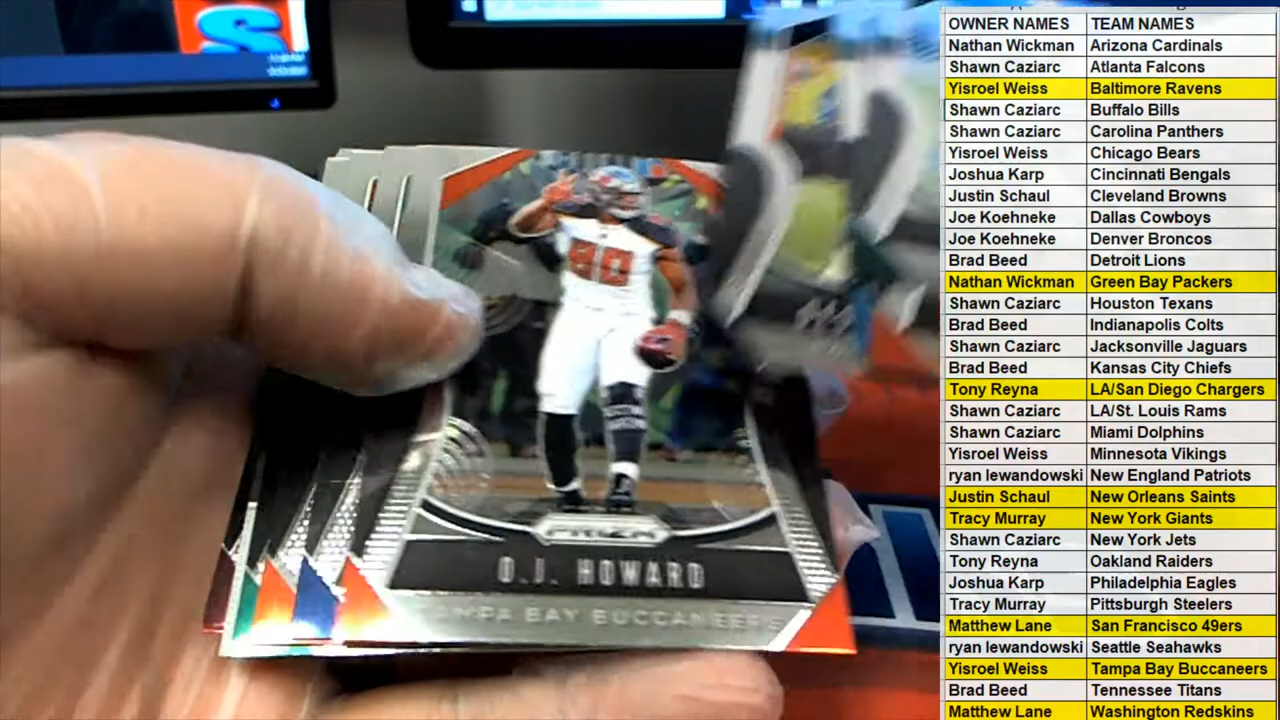 S
OWNER NAMES TEAM NAMES
Nathan Wickman Arizona Cardinals
Shawn Caziarc Atlanta Falcons
Yisroel Weiss Baltimore Ravens
Shawn Caziarc Buffalo Bills
Shawn Caziarc Carolina Panthers
Yisroel Weiss Chicago Bears
Joshua Karp Cincinnati Bengals
Justin Schaul Cleveland Browns
Joe Koehneke Dallas Cowboys
Joe Koehneke Denver Broncos
Brad Beed Detroit Lions
Nathan Wickman Green Bay Packers
Shawn Caziarc Houston Texans
Brad Beed Indianapolis Colts
Shawn Caziarc Jacksonville Jaguars
Brad Beed Kansas City Chiefs
Tony Reyna LA/San Diego Chargers
Shawn Caziarc LA/St. Louis Rams
Shawn Caziarc Miami Dolphins
Yisroel Weiss Minnesota Vikings
ryan lewandowski New England Patriots
Justin Schaul New Orleans Saints
Tracy Murray New York Giants
Shawn Caziarc New York Jets
Tony Reyna Oakland Raiders
Joshua Karp Philadelphia Eagles
Tracy Murray Pittsburgh Steelers
Matthew Lane San Francisco 49ers
ryan lewandowski Seattle Seahawks
Yisroel Weiss Tampa Bay Buccaneers
Brad Beed Tennessee Titans
Matthew Lane Washington Redskins
80
PRIZM
O.J. HOWARD
TAMPA BAY BUCCANEERS